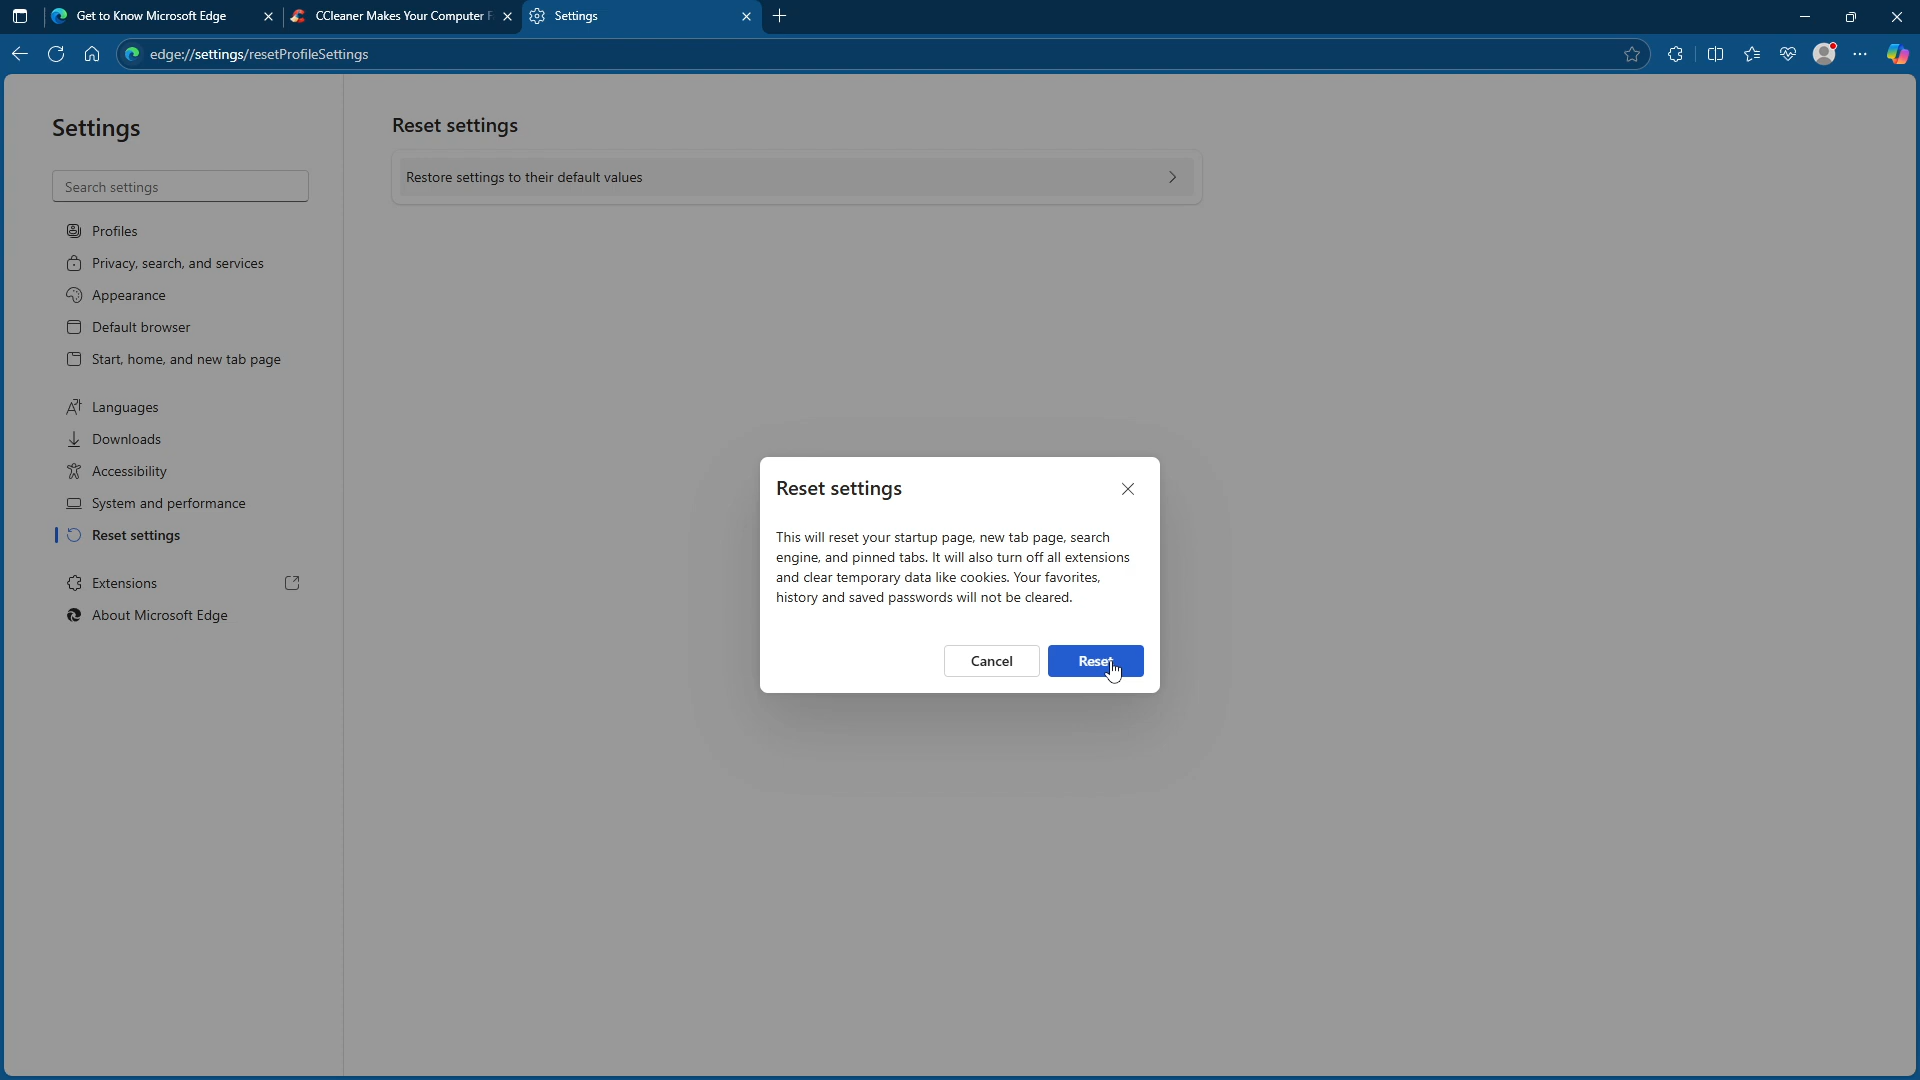 Get to Know Microsoft Edge
CCleaner Makes Your Computer F
Settings
edge://settings/resetProfileSettings
Settings
Search settings
Profiles
Privacy, search, and services
Appearance
Default browser
Start, home, and new tab page
Languages
Downloads
Accessibility
System and performance
Reset settings
Extensions
About Microsoft Edge
Reset settings
Restore settings to their default values
Reset settings
This will reset your startup page, new tab page, search
engine, and pinned tabs. It will also turn off all extensions
and clear temporary data like cookies. Your favorites,
history and saved passwords will not be cleared.
Cancel
Reset